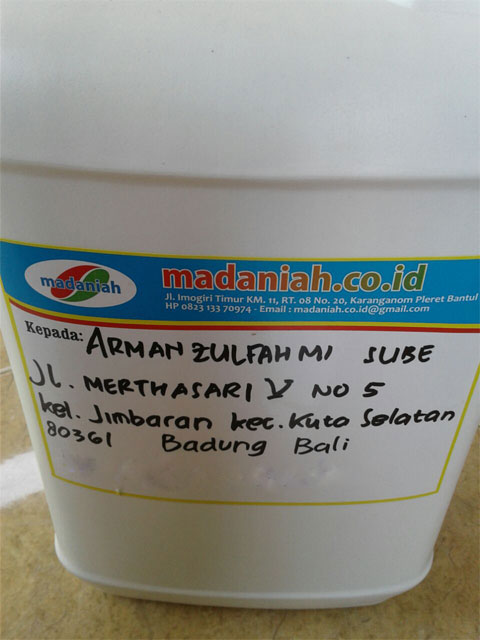 madaniah
madaniah.co.id
Jl. Imogiri Timur KM. 11, RT. 08 No. 20, Karanganom Pleret Bantul
HP 0823 133 70974 - Email : madaniah.co.id@gmail.com
Kepada: ARMAN ZULFAHMI SUBE
JL. MERTHASARI V NO 5
kel. Jimbaran kec. Kuta Selatan
80361 Badung Bali